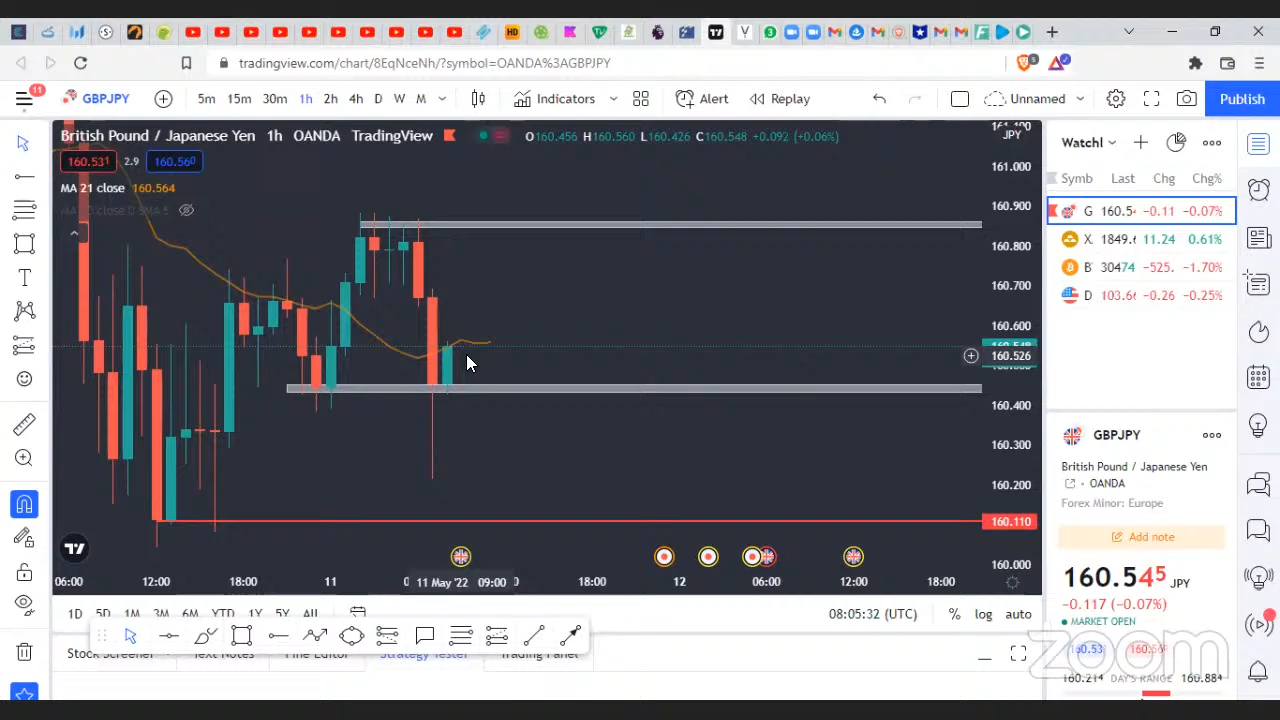 tradingview.com/chart/8EqNceNh/?symbol=OANDA%3AGBPJPY
11
GBPJPY
5m 15m 30m 1h 2h 4h D W M
Indicators
Alert
Replay
Unnamed
Publish
British Pound / Japanese Yen 1h OANDA TradingView
O160.456 H160.560 L160.426 C160.548 +0.092 (+0.06%)
JPY
160.531 2.9 160.560
MA 21 close 160.564
161.000
160.900
160.800
160.700
160.600
160.526
160.400
160.300
160.200
160.110
160.000
06:00 12:00 18:00 11 11 May '22 09:00 18:00 12 06:00 12:00 18:00
1D 5D 1M 3M 6M YTD 1Y 5Y All
08:05:32 (UTC)
% log auto
Stock Screener Text Notes Pine Editor Strategy Tester Trading Panel
Watchl
Symb Last Chg Chg%
G 160.54 −0.11 −0.07%
X 1849.6 11.24 0.61%
B 30474 −525. −1.70%
D 103.66 −0.26 −0.25%
GBPJPY
British Pound / Japanese Yen
OANDA
Forex Minor: Europe
Add note
160.545 JPY
−0.117 (−0.07%)
MARKET OPEN
160.53
160.214 DAY'S RANGE 160.884
zoom